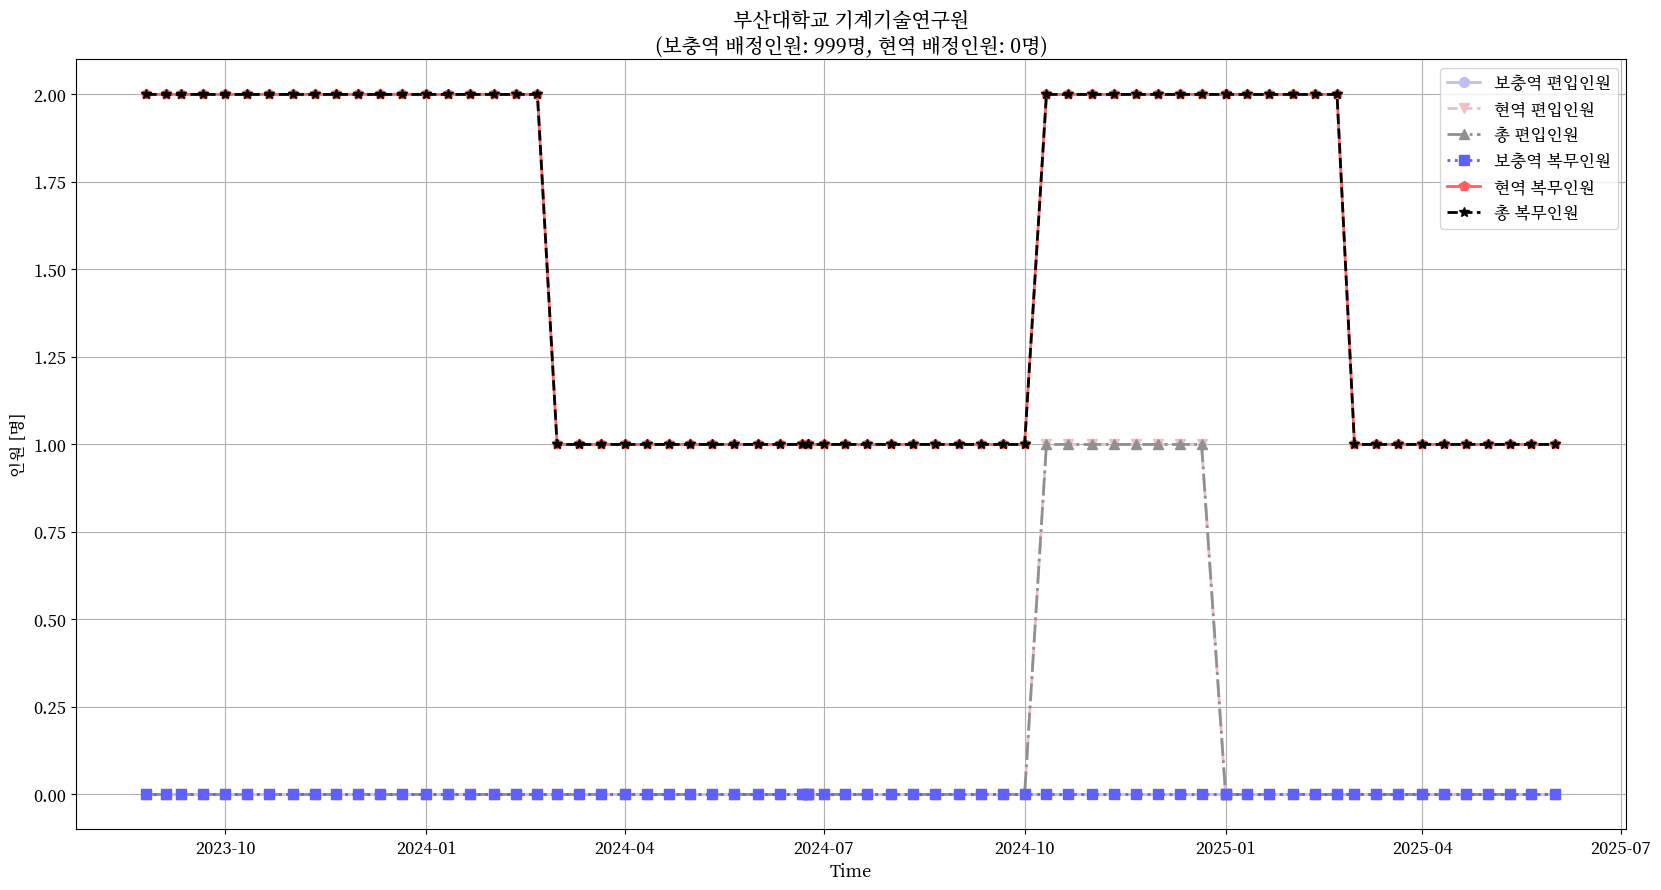 부산대학교 기계기술연구원
(보충역 배정인원: 999명, 현역 배정인원: 0명)
보충역 편입인원
현역 편입인원
총 편입인원
보충역 복무인원
현역 복무인원
총 복무인원
2.00
1.75
1.50
1.25
1.00
0.75
0.50
0.25
0.00
인원 [명]
2023-10
2024-01
2024-04
2024-07
2024-10
2025-01
2025-04
2025-07
Time